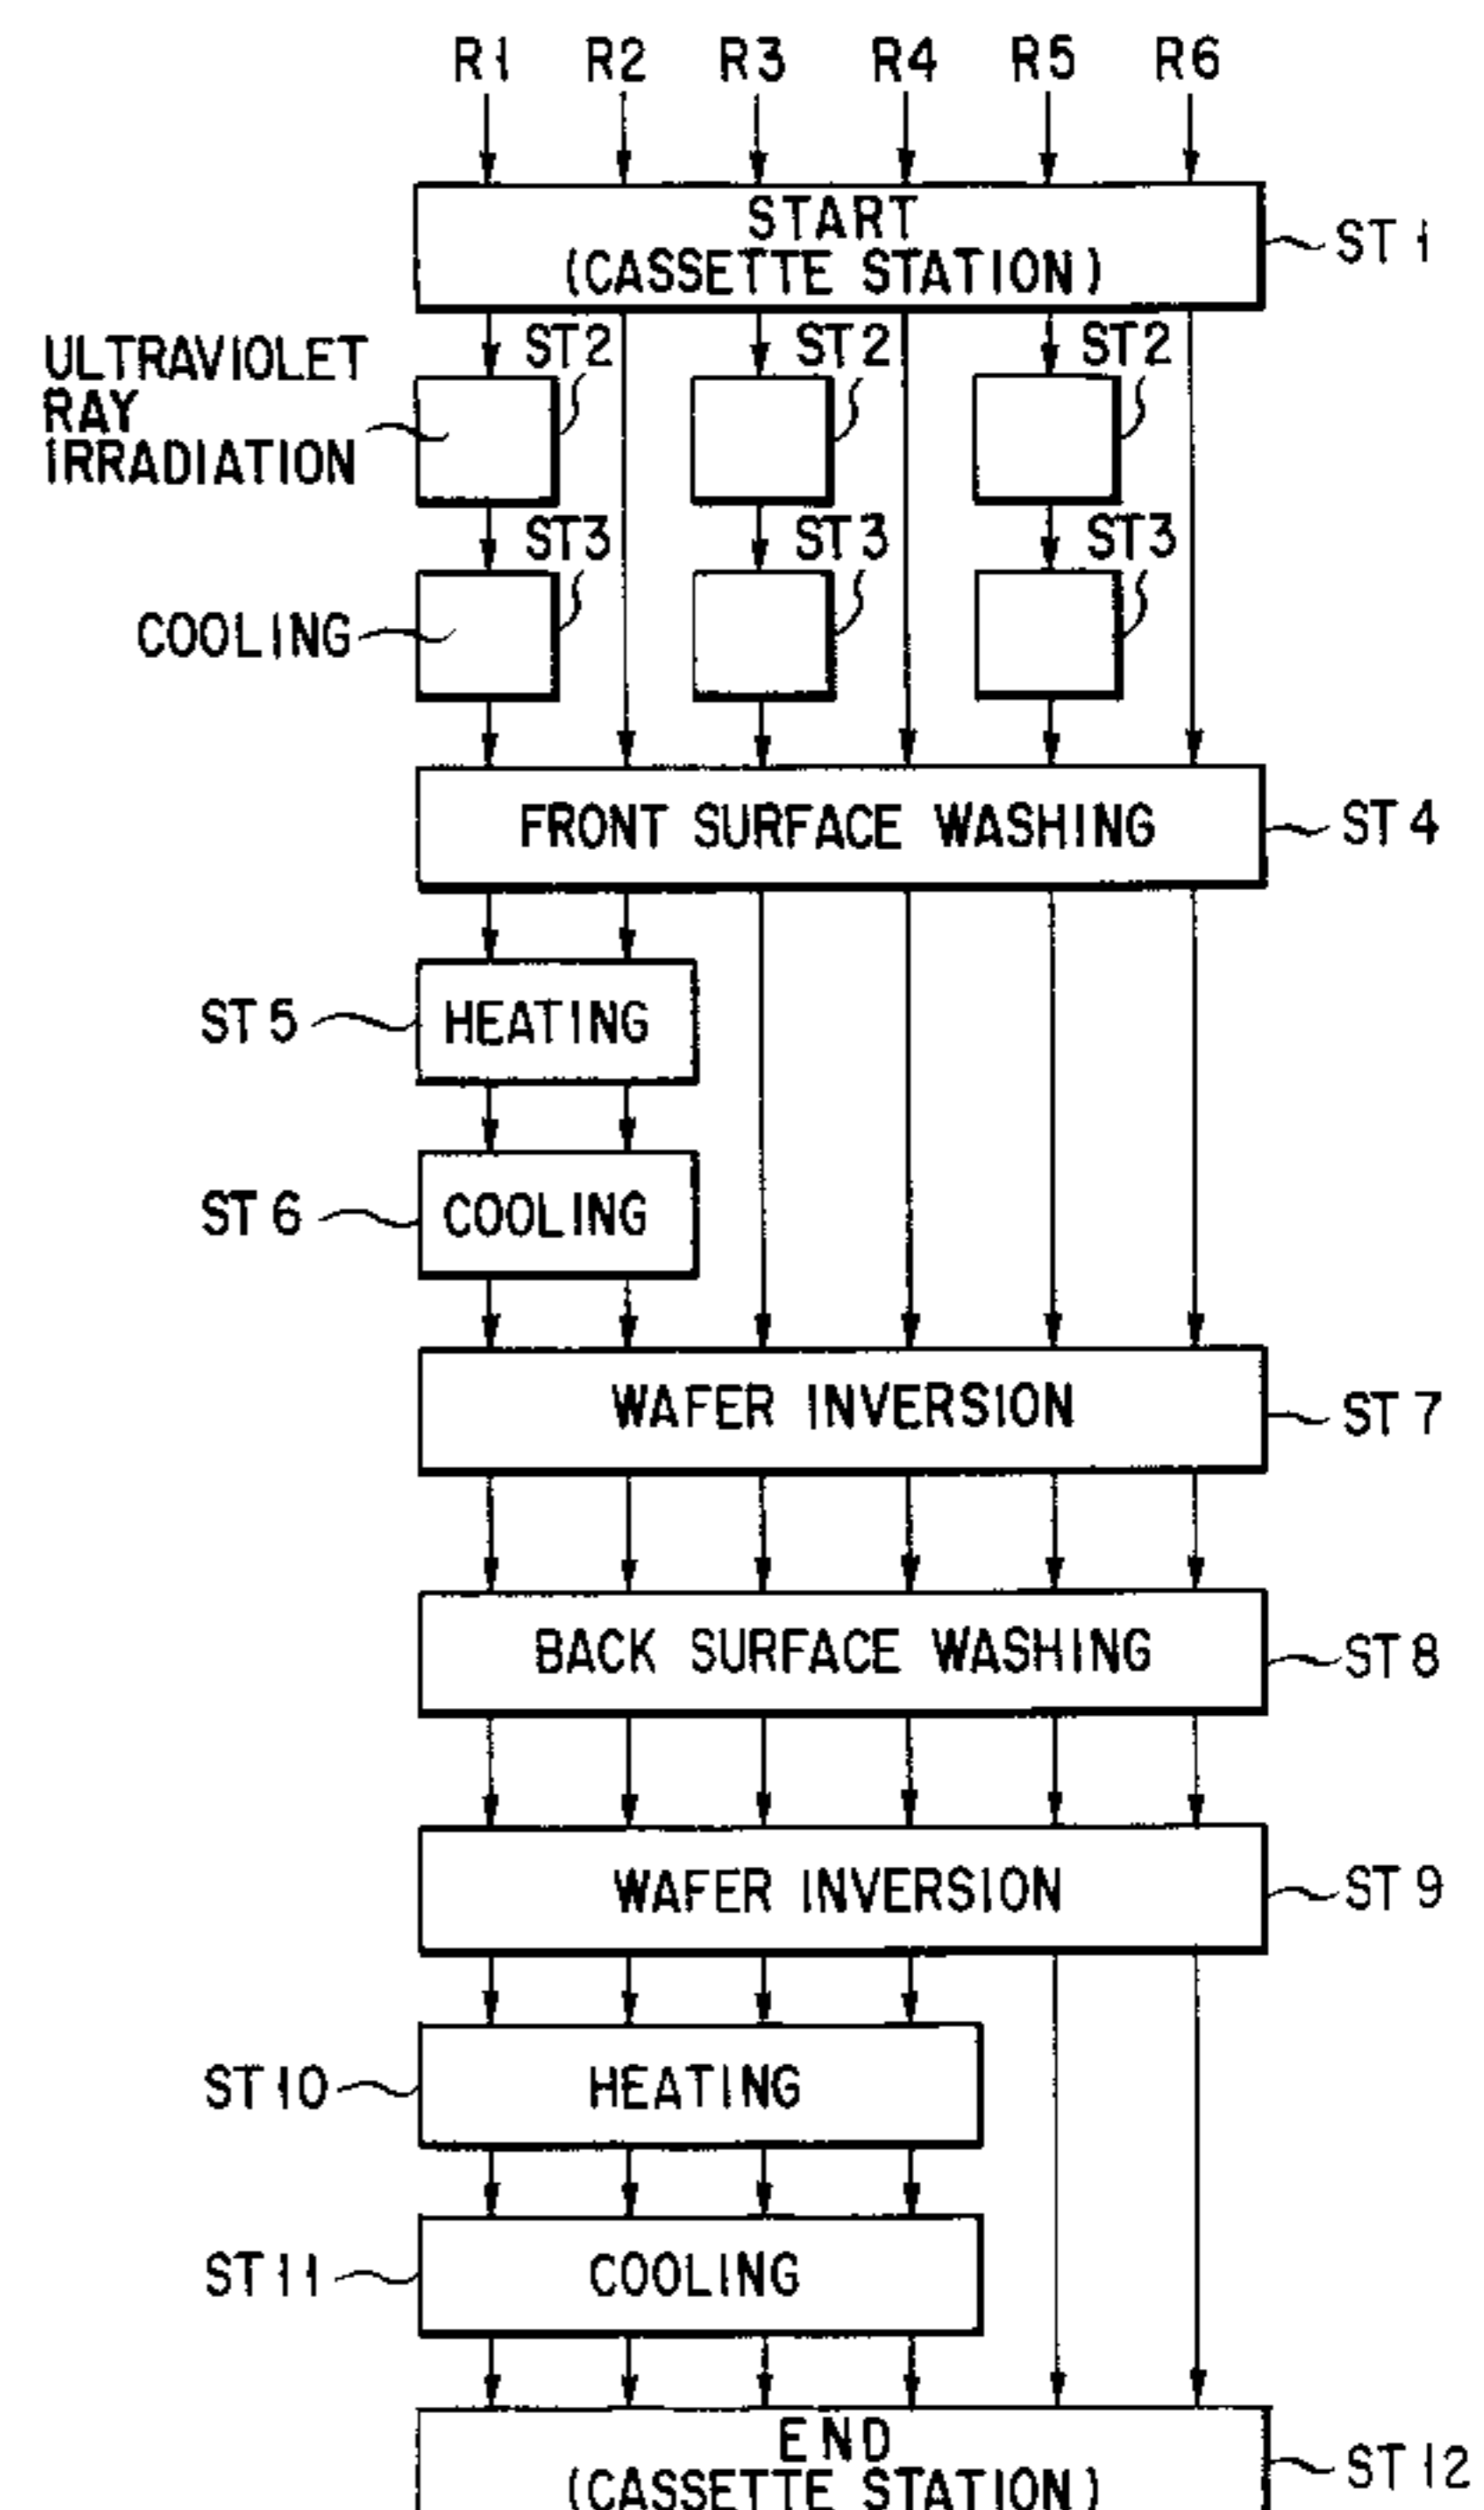 R1 R2 R3 R4 R5 R6
START
(CASSETTE STATION)
ST1
ULTRAVIOLET
RAY
IRRADIATION
ST2 ST2 ST2
ST3 ST3 ST3
COOLING
FRONT SURFACE WASHING
ST4
ST5
HEATING
ST6
COOLING
WAFER INVERSION
ST7
BACK SURFACE WASHING
ST8
WAFER INVERSION
ST9
ST10
HEATING
ST11
COOLING
END
(CASSETTE STATION)
ST12